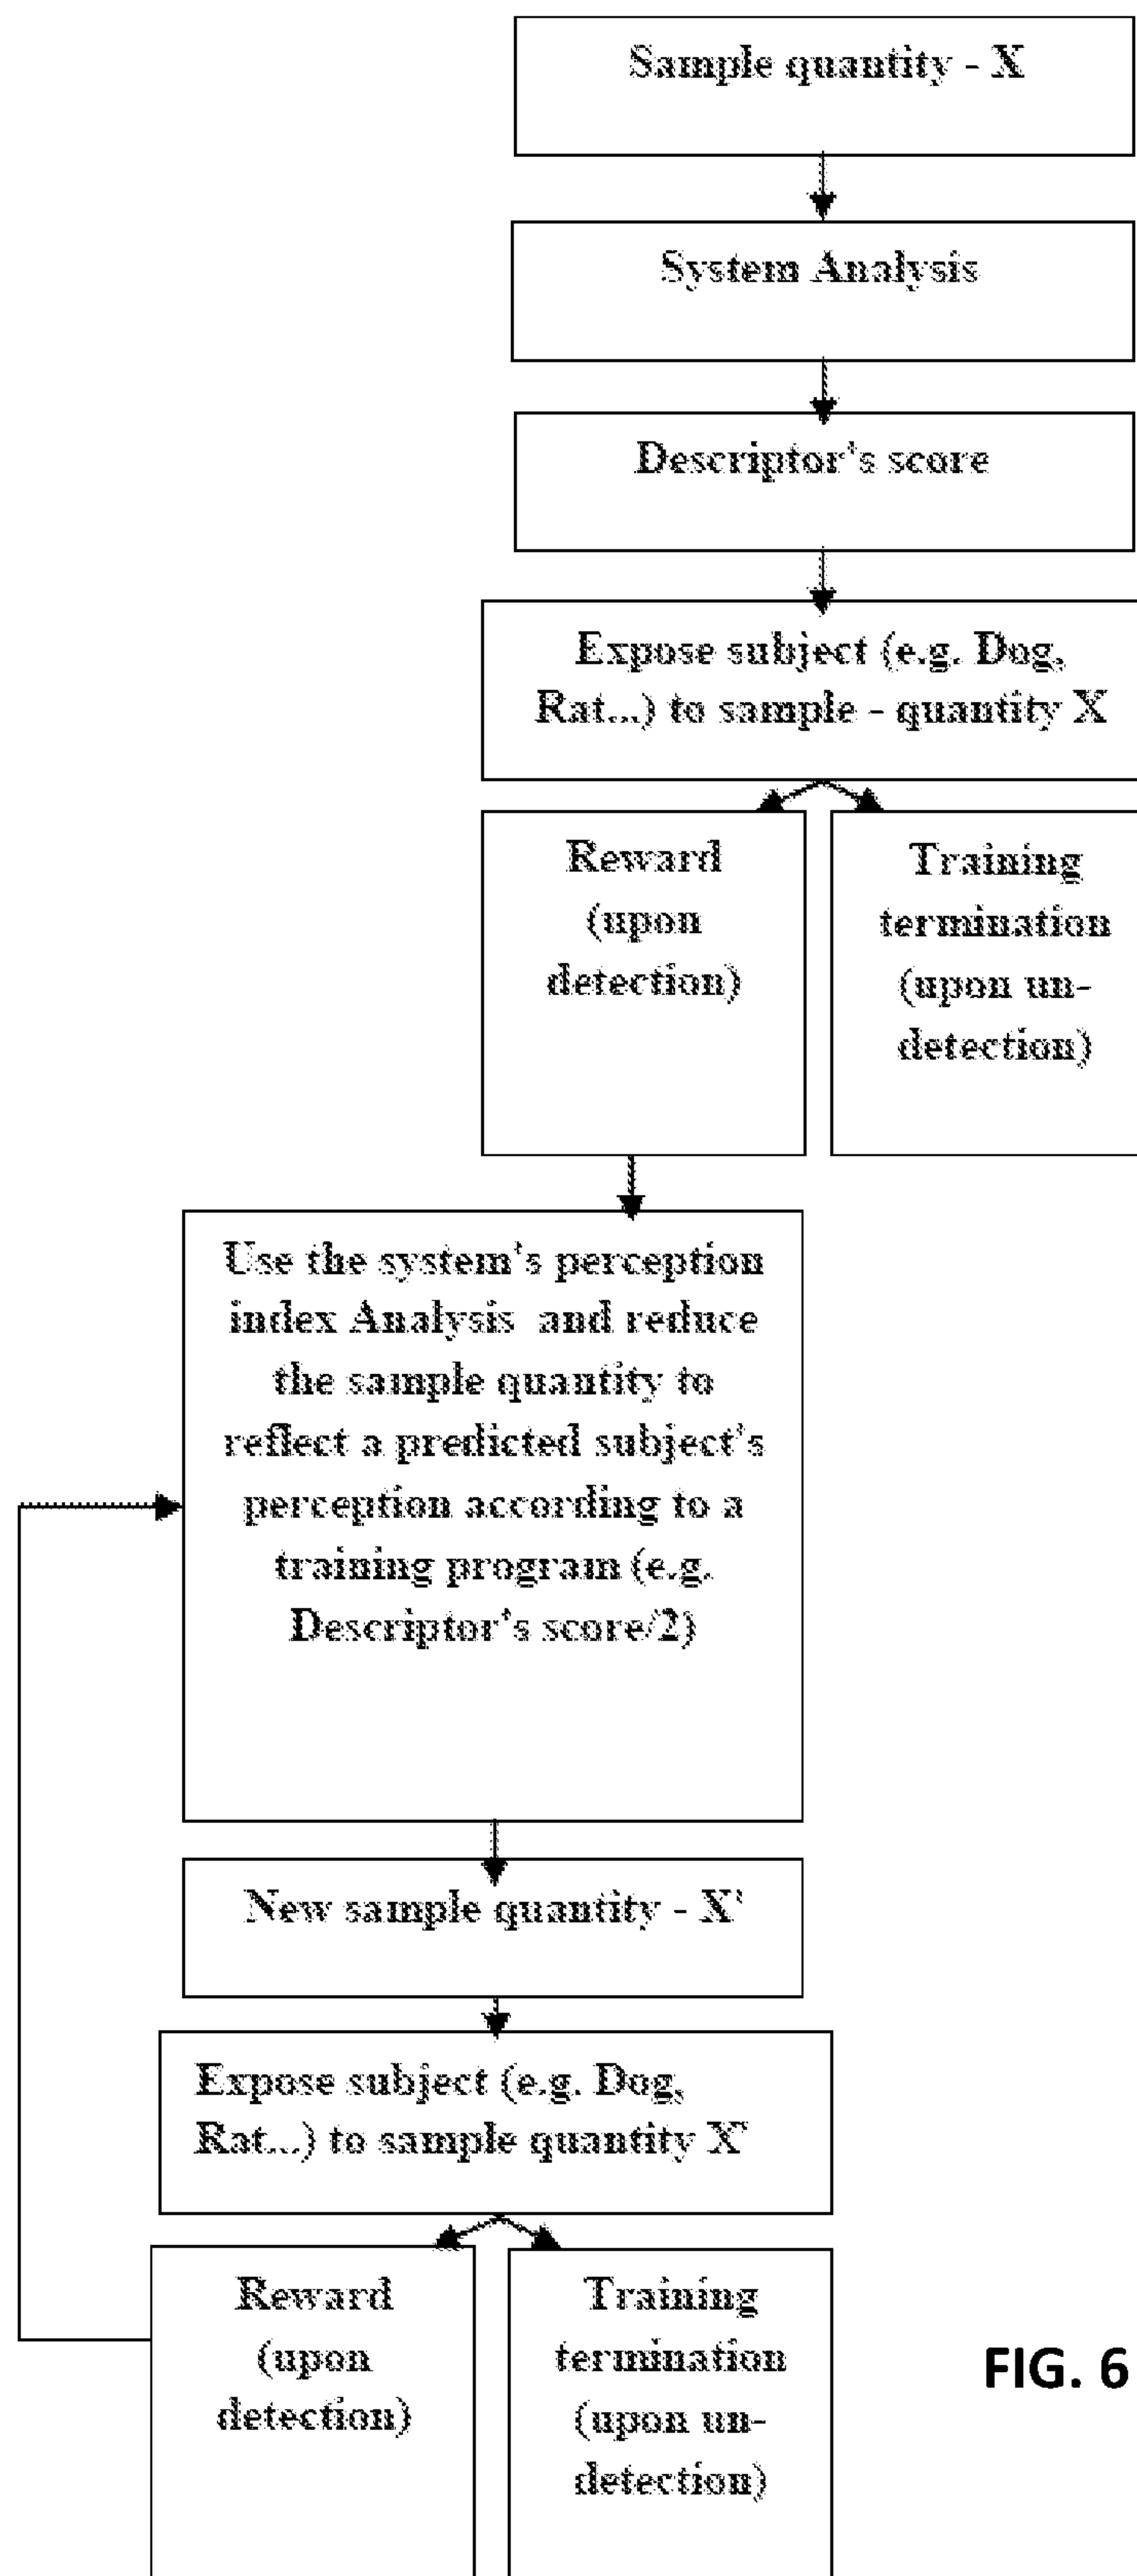 Sample quantity - X
System Analysis
Descriptor's score
Expose subject (e.g. Dog,
Rat...) to sample - quantity X
Reward
(upon
detection)
Training
termination
(upon un-
detection)
Use the system's perception
index Analysis and reduce
the sample quantity to
reflect a predicted subject's
perception according to a
training program (e.g.
Descriptor's score/2)
New sample quantity - X'
Expose subject (e.g. Dog,
Rat...) to sample quantity X'
Reward
(upon
detection)
Training
termination
(upon un-
detection)
FIG. 6